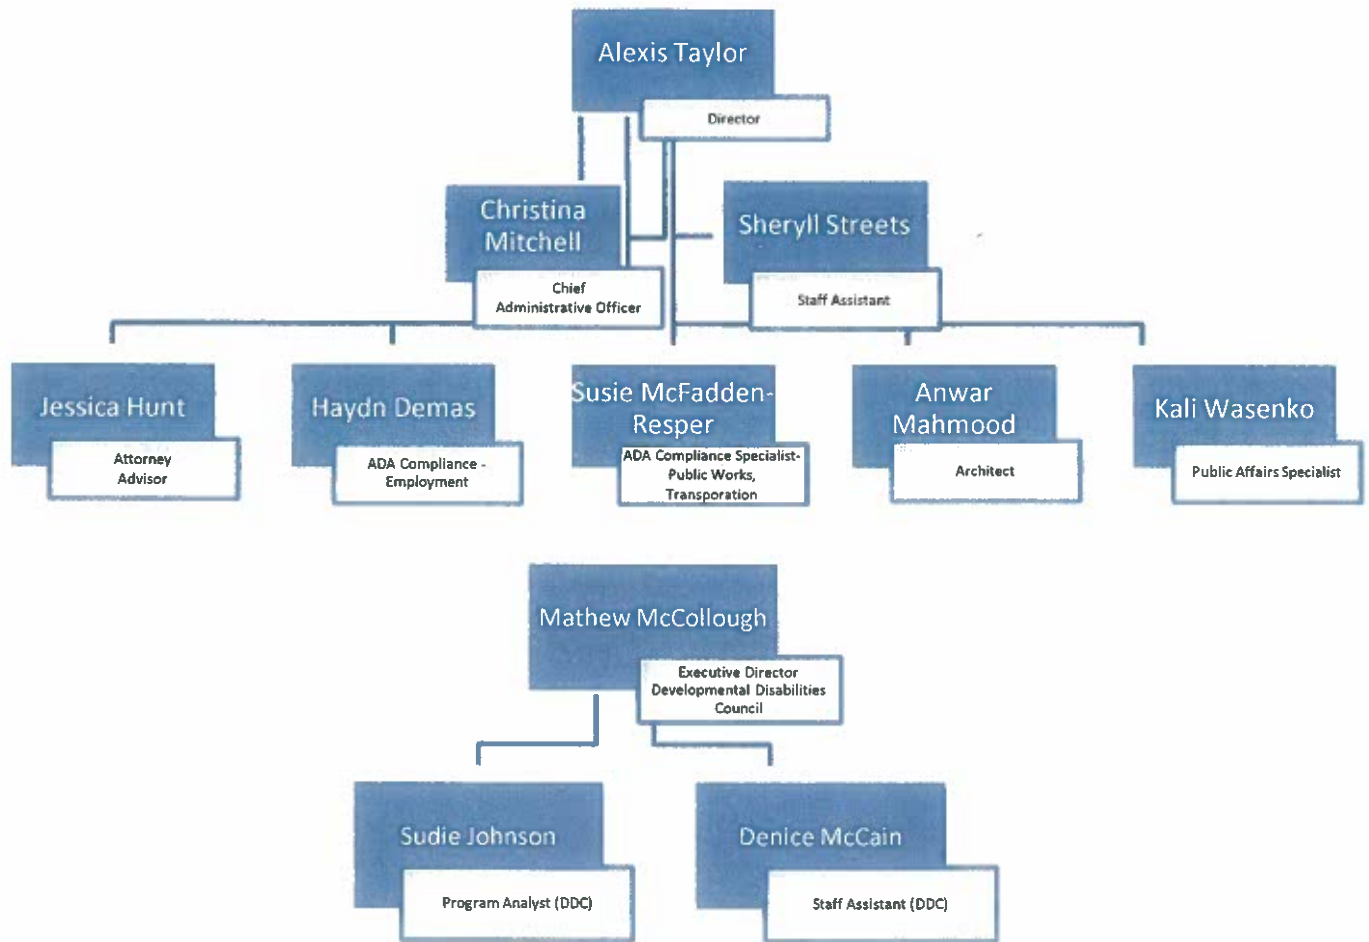 Alexis Taylor
Director
Christina
Mitchell
Chief
Administrative Officer
Sheryll Streets
Staff Assistant
Jessica Hunt
Attorney
Advisor
Haydn Demas
ADA Compliance -
Employment
Susie McFadden-
Resper
ADA Compliance Specialist-
Public Works,
Transporation
Anwar
Mahmood
Architect
Kali Wasenko
Public Affairs Specialist
Mathew McCollough
Executive Director
Developmental Disabilities
Council
Sudie Johnson
Program Analyst (DDC)
Denice McCain
Staff Assistant (DDC)